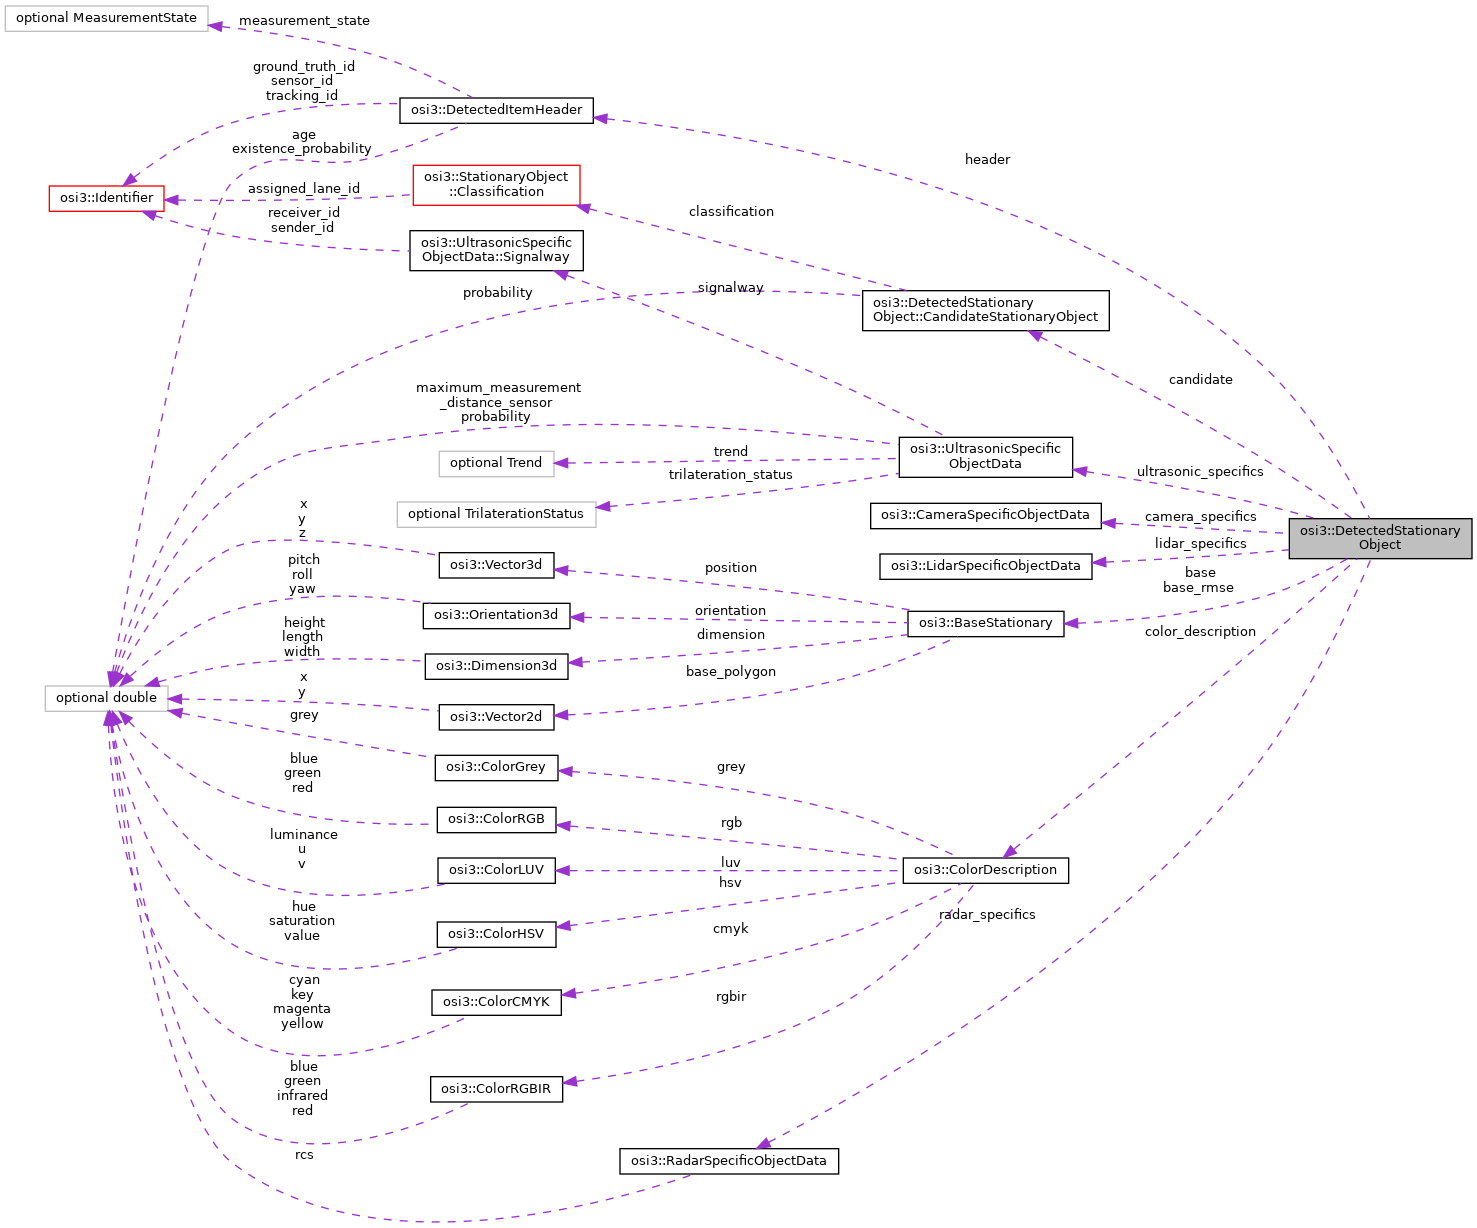 optional MeasurementState
measurement_state
ground_truth_id
sensor_id
tracking_id
osi3::DetectedItemHeader
age
existence_probability
header
osi3::StationaryObject
::Classification
osi3::Identifier
assigned_lane_id
receiver_id
sender_id
classification
osi3::UltrasonicSpecific
ObjectData::Signalway
probability
signalway
osi3::DetectedStationary
Object::CandidateStationaryObject
candidate
maximum_measurement
_distance_sensor
probability
optional Trend
trend
osi3::UltrasonicSpecific
ObjectData
trilateration_status
ultrasonic_specifics
optional TrilaterationStatus
osi3::CameraSpecificObjectData
camera_specifics
osi3::DetectedStationary
Object
x
y
z
osi3::Vector3d
position
osi3::LidarSpecificObjectData
lidar_specifics
pitch
roll
yaw
base
base_rmse
osi3::Orientation3d
orientation
osi3::BaseStationary
height
length
width
dimension
color_description
osi3::Dimension3d
base_polygon
optional double
x
y
osi3::Vector2d
grey
osi3::ColorGrey
grey
blue
green
red
osi3::ColorRGB
rgb
luminance
u
v
osi3::ColorLUV
luv
osi3::ColorDescription
hsv
hue
saturation
value
osi3::ColorHSV
cmyk
radar_specifics
cyan
key
magenta
yellow
osi3::ColorCMYK
rgbir
blue
green
infrared
red
osi3::ColorRGBIR
rcs
osi3::RadarSpecificObjectData